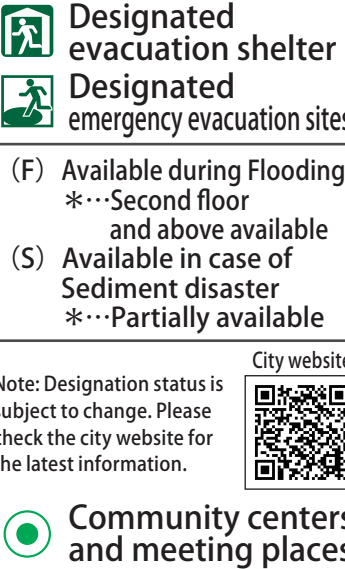 Designated
evacuation shelter
Designated
emergency evacuation sites
（F） Available during Flooding
＊…Second floor
and above available
（S） Available in case of
Sediment disaster
＊…Partially available
City website
Note: Designation status is
subject to change. Please
check the city website for
the latest information.
Community centers
and meeting places